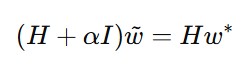 (H + αI)w̃ = Hw*